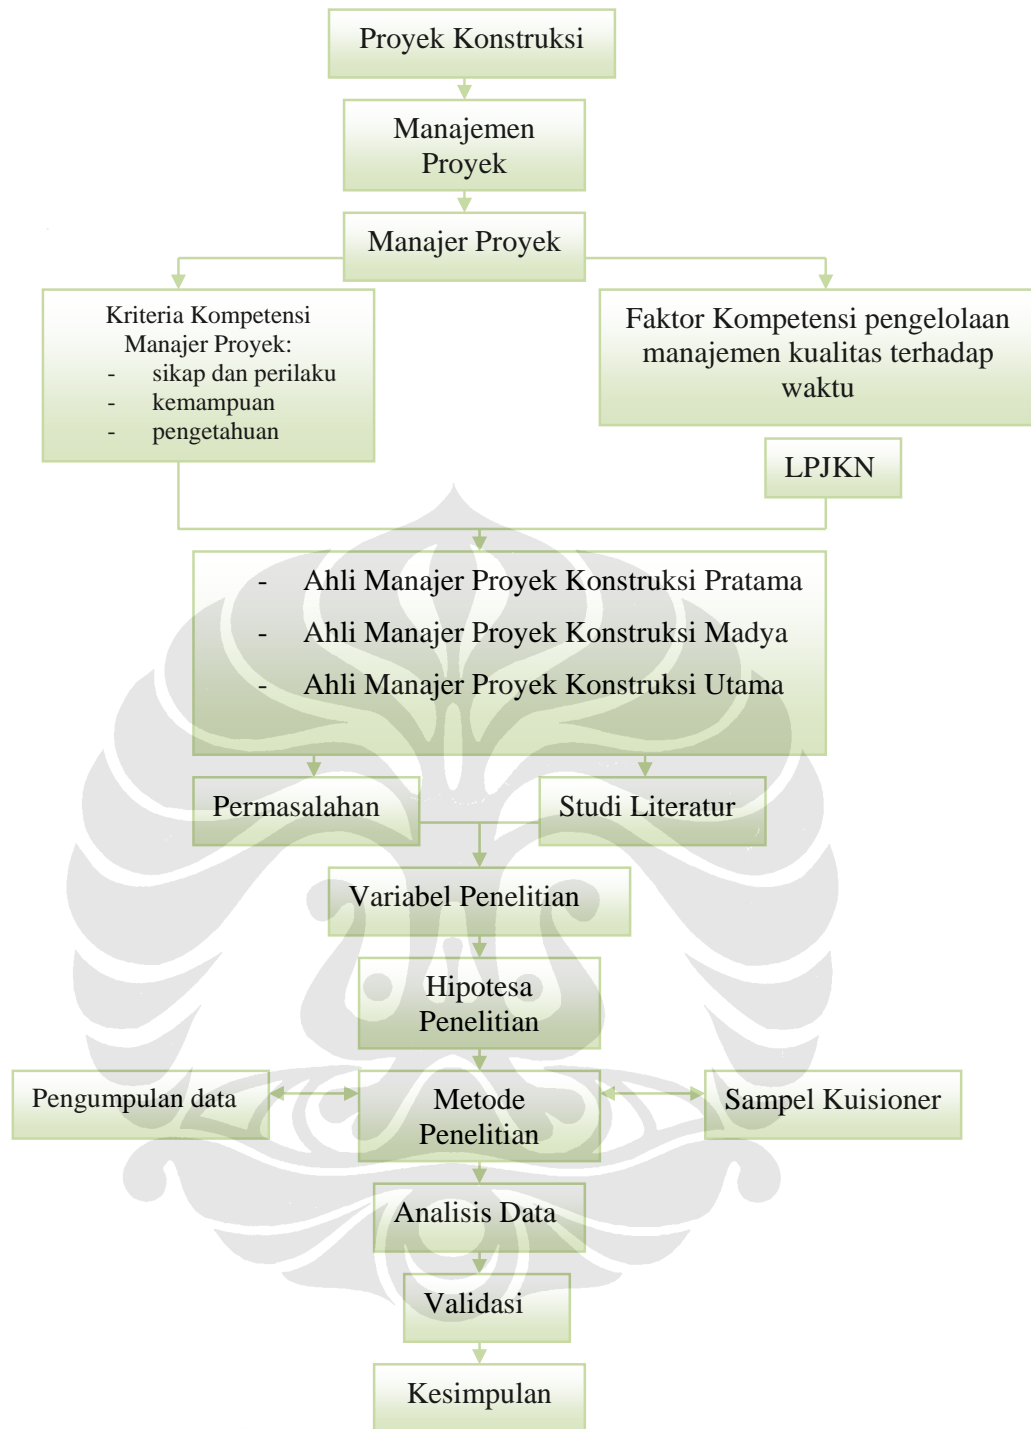 Proyek Konstruksi
Manajemen
Proyek
Manajer Proyek
Kriteria Kompetensi
Manajer Proyek:
- sikap dan perilaku
- kemampuan
- pengetahuan
Faktor Kompetensi pengelolaan
manajemen kualitas terhadap
waktu
LPJKN
- Ahli Manajer Proyek Konstruksi Pratama
- Ahli Manajer Proyek Konstruksi Madya
- Ahli Manajer Proyek Konstruksi Utama
Permasalahan
Studi Literatur
Variabel Penelitian
Hipotesa
Penelitian
Pengumpulan data
Metode
Penelitian
Sampel Kuisioner
Analisis Data
Validasi
Kesimpulan